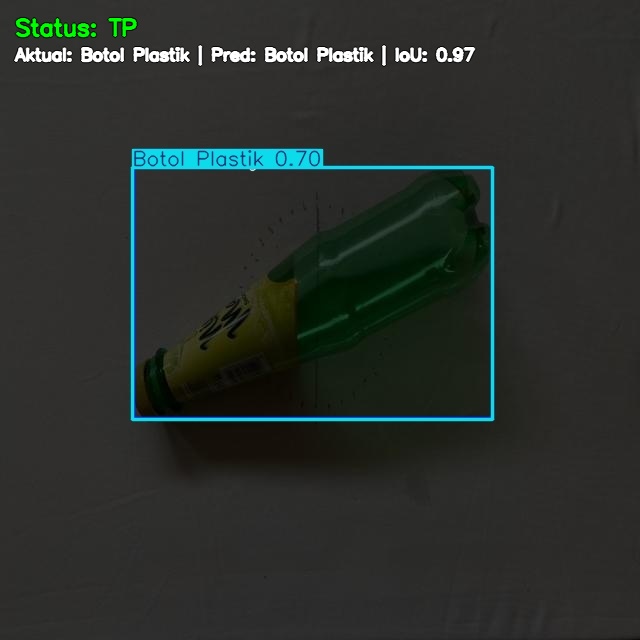 Status: TP
Aktual: Botol Plastik | Pred: Botol Plastik | IoU: 0.97
Botol Plastik 0.70